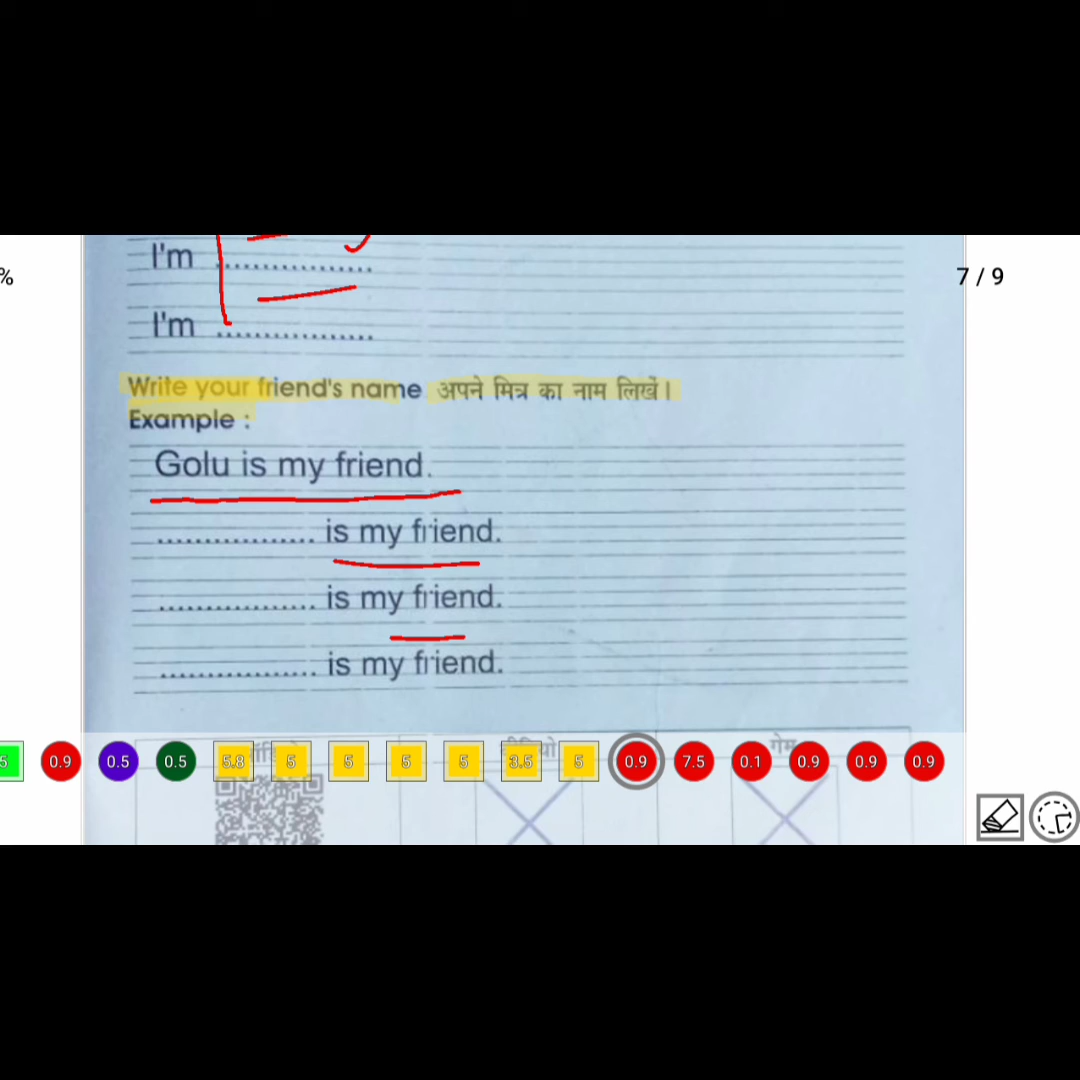 I'm .................
%
7 / 9
I'm .................
Write your friend's name अपने मित्र का नाम लिखें।
Example :
Golu is my friend.
................. is my friend.
................. is my friend.
................. is my friend.
5 0.9 0.5 0.5 5.8 5 5 5 5 3.5 5 0.9 7.5 0.1 0.9 0.9 0.9
गेम